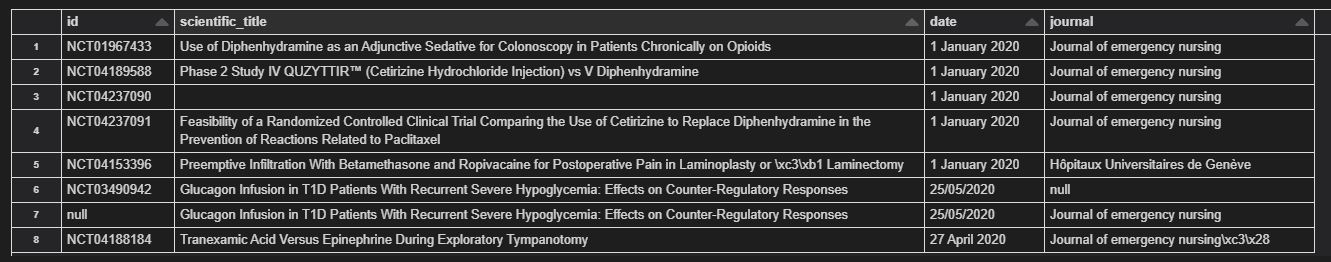 id scientific_title date journal
1 NCT01967433 Use of Diphenhydramine as an Adjunctive Sedative for Colonoscopy in Patients Chronically on Opioids 1 January 2020 Journal of emergency nursing
2 NCT04189588 Phase 2 Study IV QUZYTTIR™ (Cetirizine Hydrochloride Injection) vs V Diphenhydramine 1 January 2020 Journal of emergency nursing
3 NCT04237090 1 January 2020 Journal of emergency nursing
4 NCT04237091 Feasibility of a Randomized Controlled Clinical Trial Comparing the Use of Cetirizine to Replace Diphenhydramine in the 1 January 2020 Journal of emergency nursing
Prevention of Reactions Related to Paclitaxel
5 NCT04153396 Preemptive Infiltration With Betamethasone and Ropivacaine for Postoperative Pain in Laminoplasty or \xc3\xb1 Laminectomy 1 January 2020 Hôpitaux Universitaires de Genève
6 NCT03490942 Glucagon Infusion in T1D Patients With Recurrent Severe Hypoglycemia: Effects on Counter-Regulatory Responses 25/05/2020 null
7 null Glucagon Infusion in T1D Patients With Recurrent Severe Hypoglycemia: Effects on Counter-Regulatory Responses 25/05/2020 Journal of emergency nursing
8 NCT04188184 Tranexamic Acid Versus Epinephrine During Exploratory Tympanotomy 27 April 2020 Journal of emergency nursing\xc3\x28